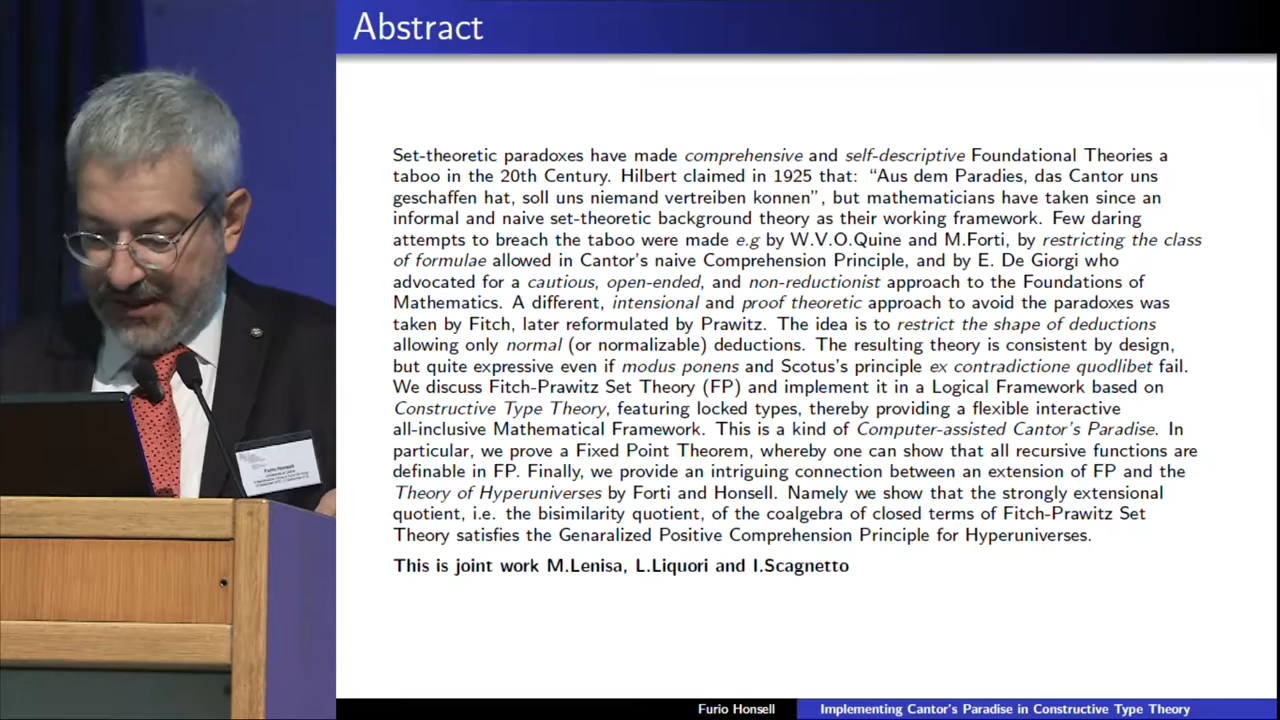 Abstract
Set-theoretic paradoxes have made comprehensive and self-descriptive Foundational Theories a
taboo in the 20th Century. Hilbert claimed in 1925 that: “Aus dem Paradies, das Cantor uns
geschaffen hat, soll uns niemand vertreiben konnen”, but mathematicians have taken since an
informal and naive set-theoretic background theory as their working framework. Few daring
attempts to breach the taboo were made e.g by W.V.O.Quine and M.Forti, by restricting the class
of formulae allowed in Cantor's naive Comprehension Principle, and by E. De Giorgi who
advocated for a cautious, open-ended, and non-reductionist approach to the Foundations of
Mathematics. A different, intensional and proof theoretic approach to avoid the paradoxes was
taken by Fitch, later reformulated by Prawitz. The idea is to restrict the shape of deductions
allowing only normal (or normalizable) deductions. The resulting theory is consistent by design,
but quite expressive even if modus ponens and Scotus's principle ex contradictione quodlibet fail.
We discuss Fitch-Prawitz Set Theory (FP) and implement it in a Logical Framework based on
Constructive Type Theory, featuring locked types, thereby providing a flexible interactive
all-inclusive Mathematical Framework. This is a kind of Computer-assisted Cantor's Paradise. In
particular, we prove a Fixed Point Theorem, whereby one can show that all recursive functions are
definable in FP. Finally, we provide an intriguing connection between an extension of FP and the
Theory of Hyperuniverses by Forti and Honsell. Namely we show that the strongly extensional
quotient, i.e. the bisimilarity quotient, of the coalgebra of closed terms of Fitch-Prawitz Set
Theory satisfies the Genaralized Positive Comprehension Principle for Hyperuniverses.
This is joint work M.Lenisa, L.Liquori and I.Scagnetto
Furio Honsell
Furio Honsell Implementing Cantor's Paradise in Constructive Type Theory